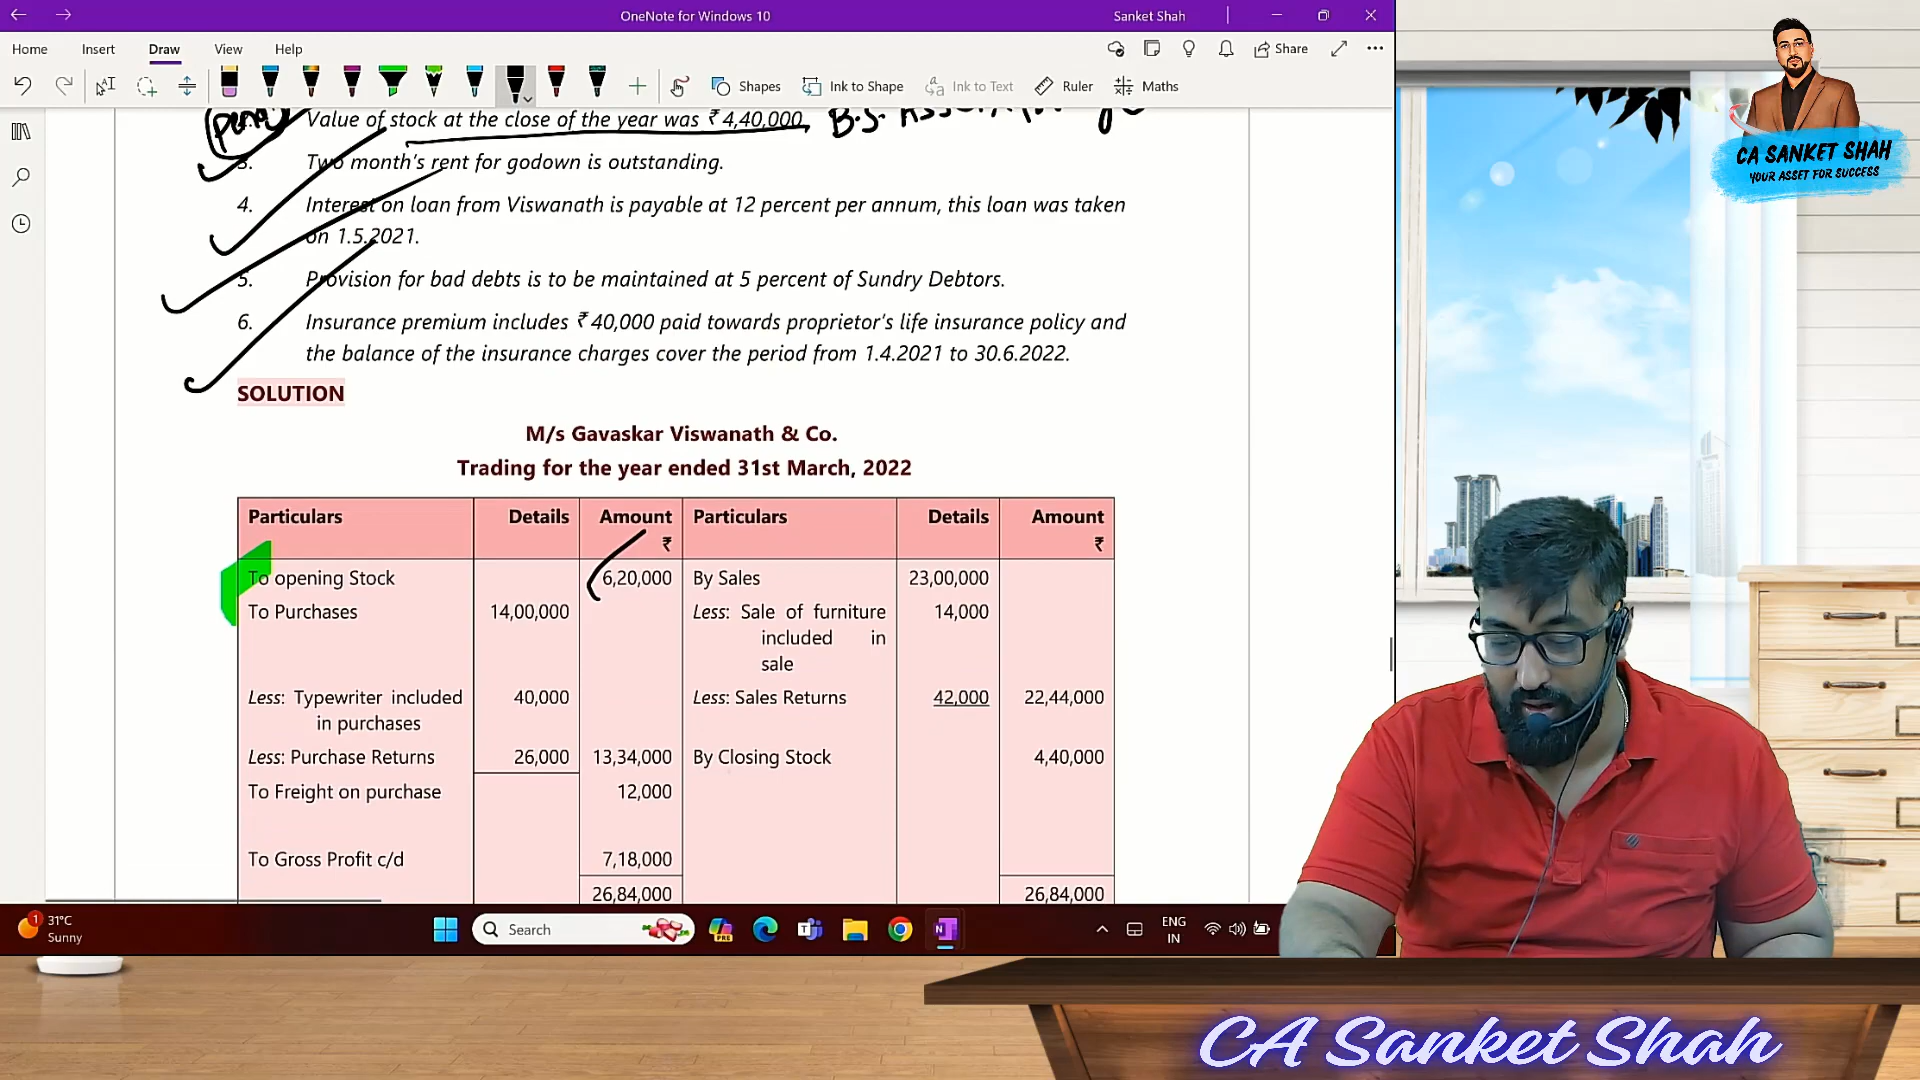 OneNote for Windows 10
Sanket Shah
Home Insert Draw View Help
Share
Shapes Ink to Shape Ink to Text Ruler Maths
Value of stock at the close of the year was ₹ 4,40,000, B.S.
3. Two month's rent for godown is outstanding.
4. Interest on loan from Viswanath is payable at 12 percent per annum, this loan was taken
on 1.5.2021.
5. Provision for bad debts is to be maintained at 5 percent of Sundry Debtors.
6. Insurance premium includes ₹ 40,000 paid towards proprietor's life insurance policy and
the balance of the insurance charges cover the period from 1.4.2021 to 30.6.2022.
SOLUTION
M/s Gavaskar Viswanath & Co.
Trading for the year ended 31st March, 2022
Particulars Details Amount Particulars Details Amount
₹ ₹
To opening Stock 6,20,000 By Sales 23,00,000
To Purchases 14,00,000 Less: Sale of furniture 14,000
included in
sale
Less: Typewriter included 40,000 Less: Sales Returns 42,000 22,44,000
in purchases
Less: Purchase Returns 26,000 13,34,000 By Closing Stock 4,40,000
To Freight on purchase 12,000
To Gross Profit c/d 7,18,000
26,84,000 26,84,000
1
31°C
Sunny
Search
PRE
ENG
IN
CA SANKET SHAH
YOUR ASSET FOR SUCCESS
CA Sanket Shah